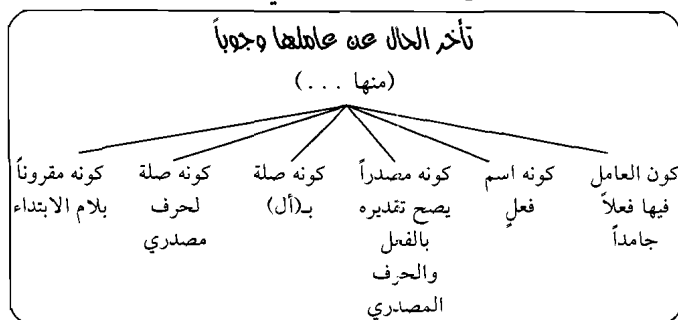 تأخر الحال عن عاملها وجوباً
(منها . . .)
كون العامل
فيها فعلاً
جامداً
كونه اسم
فعلٍ
كونه مصدراً
يصح تقديره
بالفعل
والحرف
المصدري
كونه صلة
بـ(أل)
كونه صلة
لحرف
مصدري
كونه مقروناً
بلام الابتداء